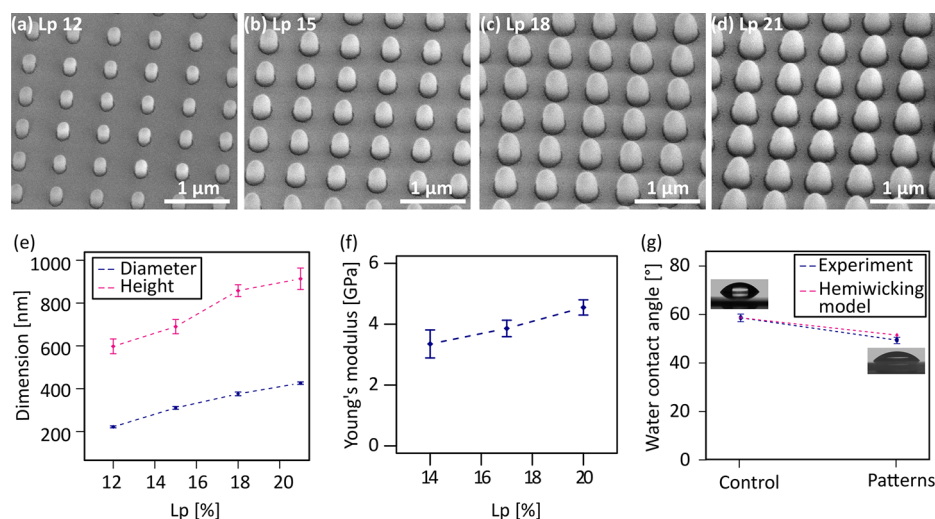 (a) Lp 12
(b) Lp 15
(c) Lp 18
(d) Lp 21
1 µm
1 µm
1 µm
1 µm
(e)
Dimension [nm]
1000
800
600
400
200
Diameter
Height
12
14
16
18
20
Lp [%]
(f)
Young's modulus [GPa]
6
4
2
0
14
16
18
20
Lp [%]
(g)
Water contact angle [°]
80
60
40
20
0
Experiment
Hemiwicking
model
Control
Patterns